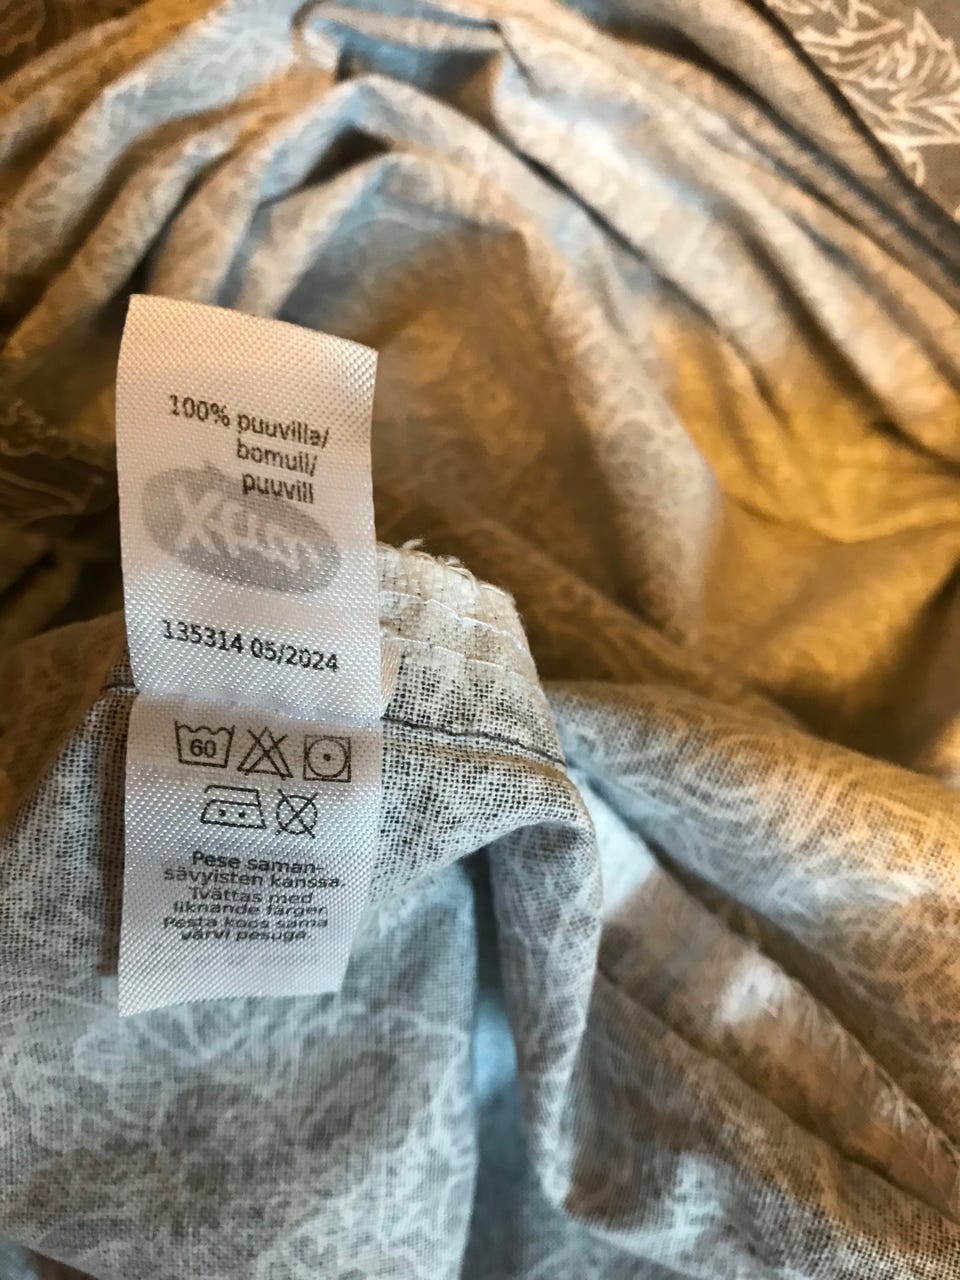 100% puuvilla/
bomull/
puuvill
135314 05/2024
60
Pese saman-
sävyisten kanssa.
Tvättas med
liknande färger.
Pesta koos sama
värvi pesuga.